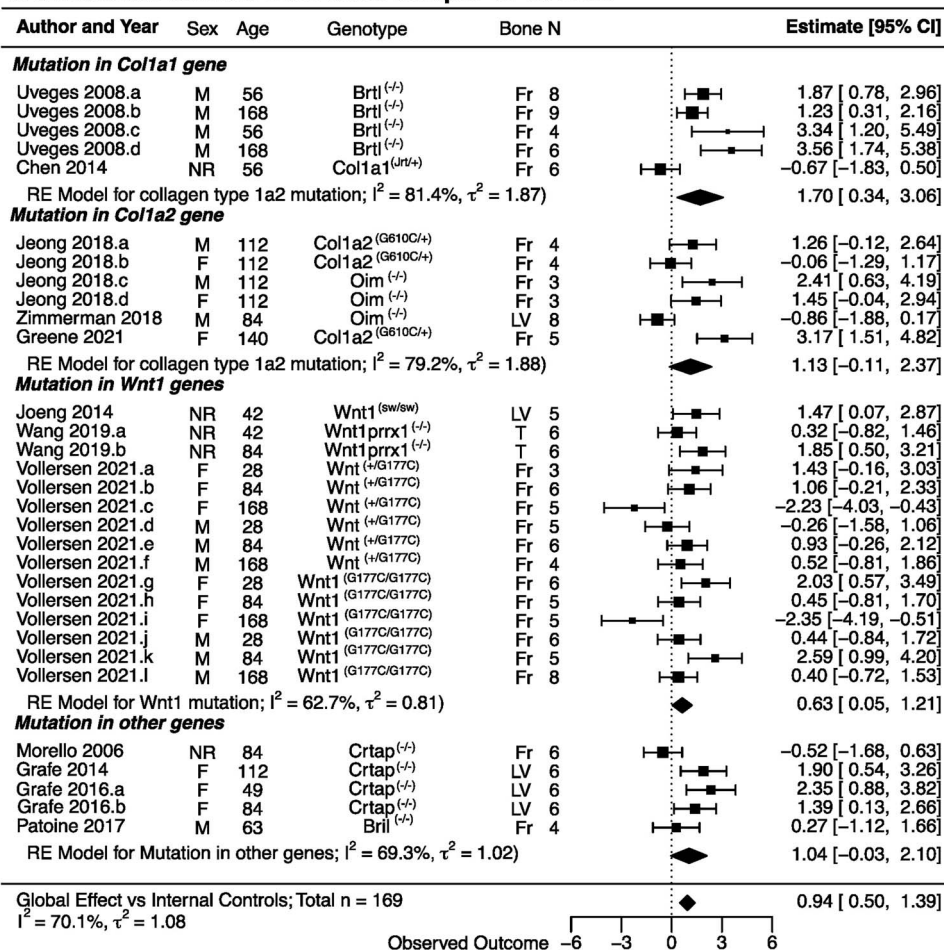 Author and Year Sex Age Genotype Bone N Estimate [95% CI]
Mutation in Col1a1 gene
Uveges 2008.a M 56 Brtl (-/-) Fr 8 1.87 [ 0.78, 2.96]
Uveges 2008.b M 168 Brtl (-/-) Fr 9 1.23 [ 0.31, 2.16]
Uveges 2008.c M 56 Brtl (-/-) Fr 4 3.34 [ 1.20, 5.49]
Uveges 2008.d M 168 Brtl (-/-) Fr 6 3.56 [ 1.74, 5.38]
Chen 2014 NR 56 Col1a1 (Jrt/+) Fr 6 −0.67 [−1.83, 0.50]
RE Model for collagen type 1a2 mutation; I² = 81.4%, τ² = 1.87) 1.70 [ 0.34, 3.06]
Mutation in Col1a2 gene
Jeong 2018.a M 112 Col1a2 (G610C/+) Fr 4 1.26 [−0.12, 2.64]
Jeong 2018.b F 112 Col1a2 (G610C/+) Fr 4 −0.06 [−1.29, 1.17]
Jeong 2018.c M 112 Oim (-/-) Fr 3 2.41 [ 0.63, 4.19]
Jeong 2018.d F 112 Oim (-/-) Fr 3 1.45 [−0.04, 2.94]
Zimmerman 2018 M 84 Oim (-/-) LV 8 −0.86 [−1.88, 0.17]
Greene 2021 F 140 Col1a2 (G610C/+) Fr 5 3.17 [ 1.51, 4.82]
RE Model for collagen type 1a2 mutation; I² = 79.2%, τ² = 1.88) 1.13 [−0.11, 2.37]
Mutation in Wnt1 genes
Joeng 2014 NR 42 Wnt1 (sw/sw) LV 5 1.47 [ 0.07, 2.87]
Wang 2019.a NR 42 Wnt1prrx1 (-/-) T 6 0.32 [−0.82, 1.46]
Wang 2019.b NR 84 Wnt1prrx1 (-/-) T 6 1.85 [ 0.50, 3.21]
Vollersen 2021.a F 28 Wnt (+/G177C) Fr 3 1.43 [−0.16, 3.03]
Vollersen 2021.b F 84 Wnt (+/G177C) Fr 6 1.06 [−0.21, 2.33]
Vollersen 2021.c F 168 Wnt (+/G177C) Fr 5 −2.23 [−4.03, −0.43]
Vollersen 2021.d M 28 Wnt (+/G177C) Fr 5 −0.26 [−1.58, 1.06]
Vollersen 2021.e M 84 Wnt (+/G177C) Fr 6 0.93 [−0.26, 2.12]
Vollersen 2021.f M 168 Wnt (+/G177C) Fr 4 0.52 [−0.81, 1.86]
Vollersen 2021.g F 28 Wnt1 (G177C/G177C) Fr 6 2.03 [ 0.57, 3.49]
Vollersen 2021.h F 84 Wnt1 (G177C/G177C) Fr 5 0.45 [−0.81, 1.70]
Vollersen 2021.i F 168 Wnt1 (G177C/G177C) Fr 5 −2.35 [−4.19, −0.51]
Vollersen 2021.j M 28 Wnt1 (G177C/G177C) Fr 6 0.44 [−0.84, 1.72]
Vollersen 2021.k M 84 Wnt1 (G177C/G177C) Fr 5 2.59 [ 0.99, 4.20]
Vollersen 2021.l M 168 Wnt1 (G177C/G177C) Fr 8 0.40 [−0.72, 1.53]
RE Model for Wnt1 mutation; I² = 62.7%, τ² = 0.81) 0.63 [ 0.05, 1.21]
Mutation in other genes
Morello 2006 NR 84 Crtap (-/-) Fr 6 −0.52 [−1.68, 0.63]
Grafe 2014 F 112 Crtap (-/-) LV 6 1.90 [ 0.54, 3.26]
Grafe 2016.a F 49 Crtap (-/-) LV 6 2.35 [ 0.88, 3.82]
Grafe 2016.b F 84 Crtap (-/-) LV 6 1.39 [ 0.13, 2.66]
Patoine 2017 M 63 Bril (-/-) Fr 4 0.27 [−1.12, 1.66]
RE Model for Mutation in other genes; I² = 69.3%, τ² = 1.02) 1.04 [−0.03, 2.10]
Global Effect vs Internal Controls; Total n = 169 0.94 [ 0.50, 1.39]
I² = 70.1%, τ² = 1.08
Observed Outcome −6 −3 0 3 6